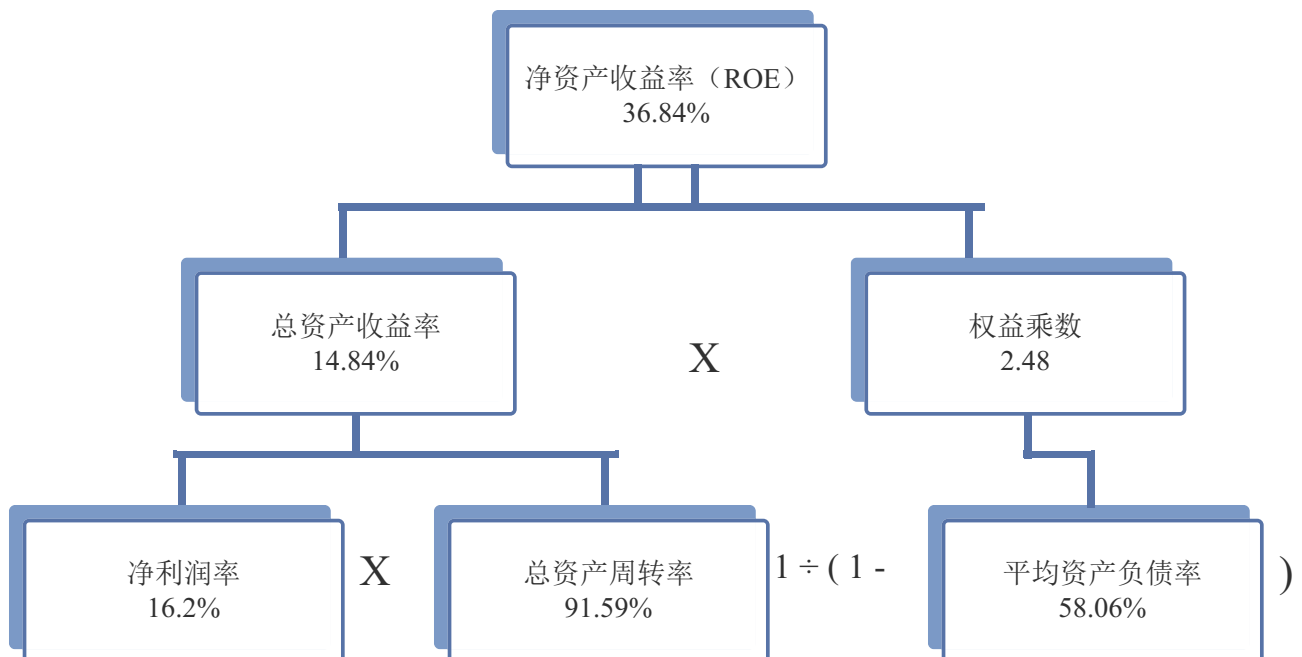 净资产收益率（ROE）
36.84%
总资产收益率
14.84%
X
权益乘数
2.48
净利润率
16.2%
X
总资产周转率
91.59%
1 ÷ ( 1 -
平均资产负债率
58.06%
)